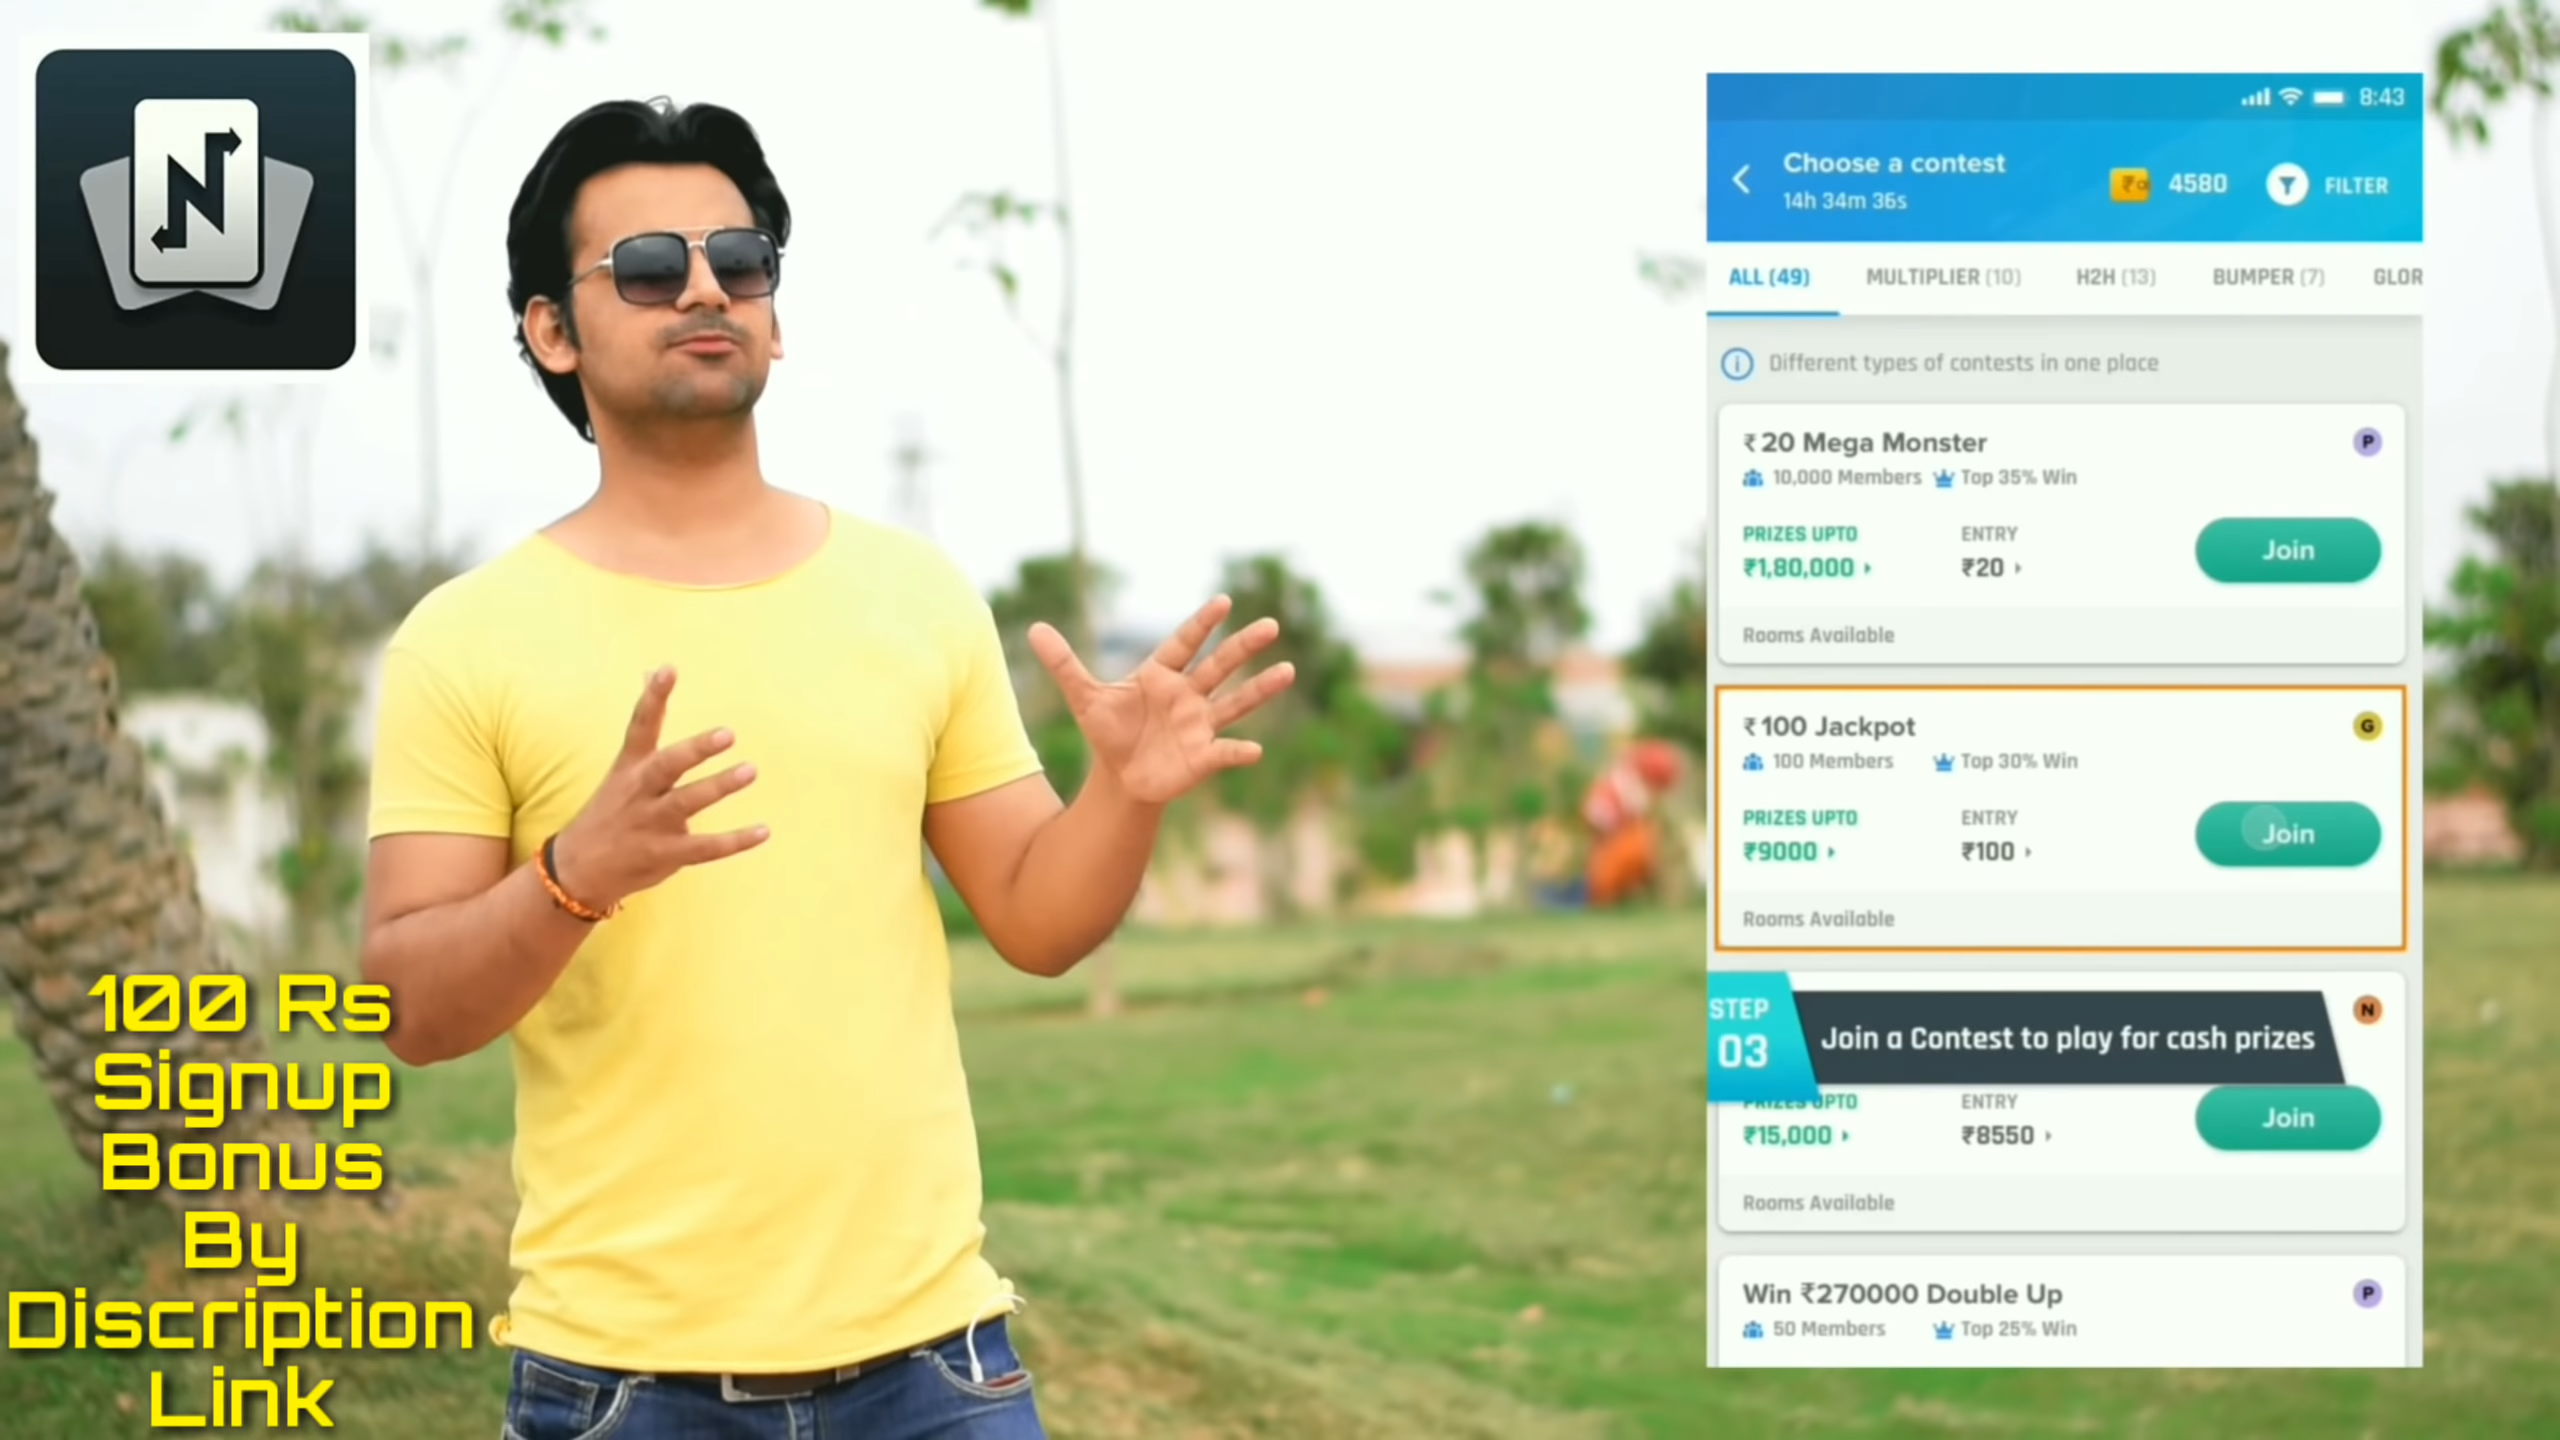 N
100 Rs
Signup
Bonus
By
Discription
Link
8:43
Choose a contest
14h 34m 36s
4580
FILTER
ALL (49)
MULTIPLIER (10)
H2H (13)
BUMPER (7)
GLOR
Different types of contests in one place
₹20 Mega Monster
P
10,000 Members
Top 35% Win
PRIZES UPTO
ENTRY
₹1,80,000
₹20
Join
Rooms Available
₹100 Jackpot
G
100 Members
Top 30% Win
PRIZES UPTO
ENTRY
₹9000
₹100
Join
Rooms Available
STEP
03
Join a Contest to play for cash prizes
N
PRIZES UPTO
ENTRY
₹15,000
₹8550
Join
Rooms Available
Win ₹270000 Double Up
P
50 Members
Top 25% Win